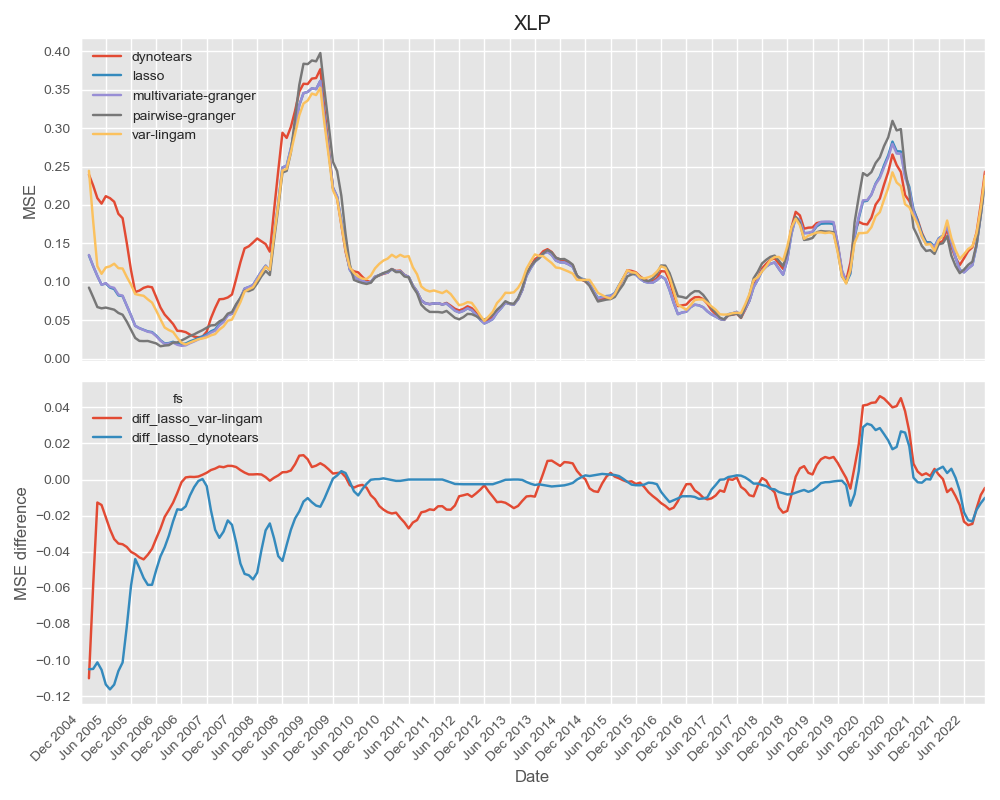 XLP
MSE
0.40
0.35
0.30
0.25
0.20
0.15
0.10
0.05
0.00
dynotears
lasso
multivariate-granger
pairwise-granger
var-lingam
MSE difference
0.04
0.02
0.00
−0.02
−0.04
−0.06
−0.08
−0.10
−0.12
fs
diff_lasso_var-lingam
diff_lasso_dynotears
Dec 2004
Jun 2005
Dec 2005
Jun 2006
Dec 2006
Jun 2007
Dec 2007
Jun 2008
Dec 2008
Jun 2009
Dec 2009
Jun 2010
Dec 2010
Jun 2011
Dec 2011
Jun 2012
Dec 2012
Jun 2013
Dec 2013
Jun 2014
Dec 2014
Jun 2015
Dec 2015
Jun 2016
Dec 2016
Jun 2017
Dec 2017
Jun 2018
Dec 2018
Jun 2019
Dec 2019
Jun 2020
Dec 2020
Jun 2021
Dec 2021
Jun 2022
Date